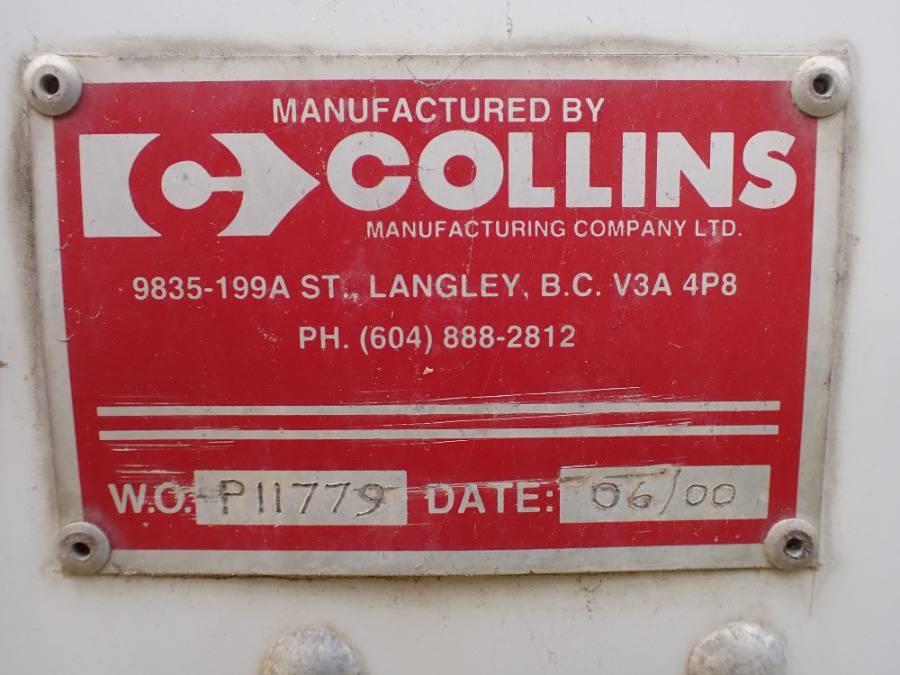 MANUFACTURED BY
COLLINS
MANUFACTURING COMPANY LTD.
9835-199A ST., LANGLEY, B.C. V3A 4P8
PH. (604) 888-2812
W.O. P11779 DATE: 06/00